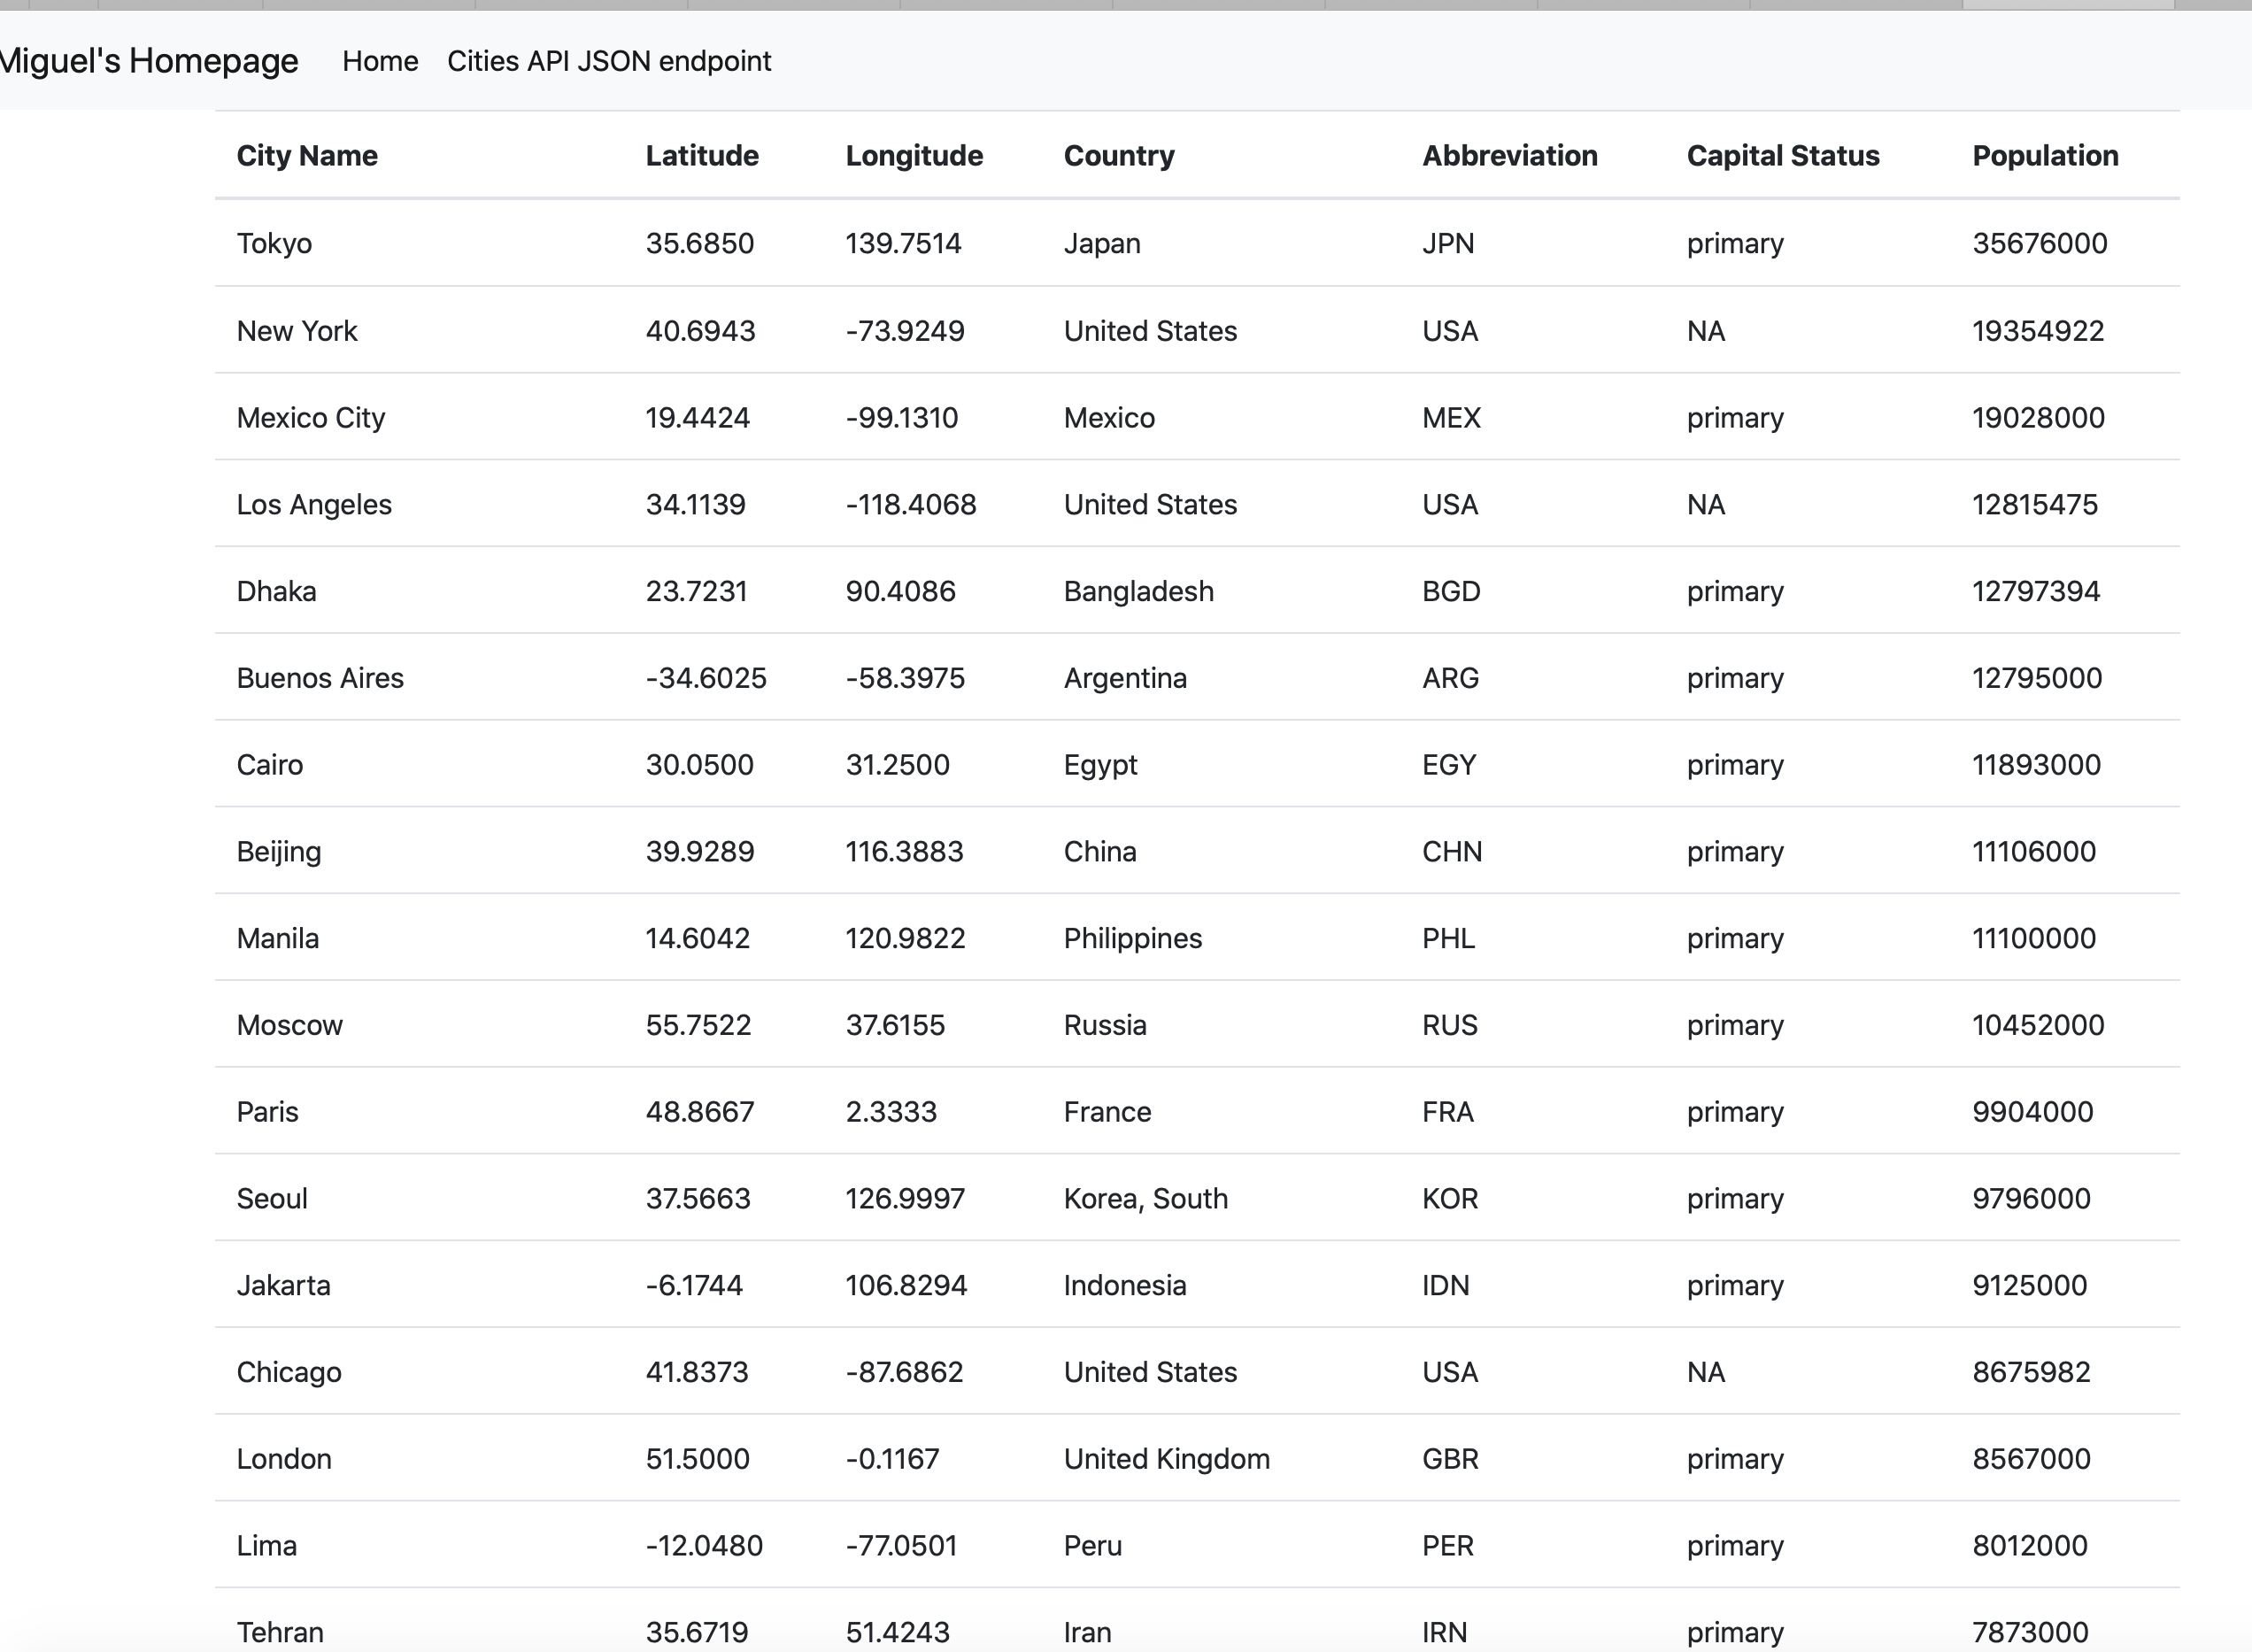 Miguel's Homepage Home Cities API JSON endpoint
City Name Latitude Longitude Country Abbreviation Capital Status Population
Tokyo 35.6850 139.7514 Japan JPN primary 35676000
New York 40.6943 -73.9249 United States USA NA 19354922
Mexico City 19.4424 -99.1310 Mexico MEX primary 19028000
Los Angeles 34.1139 -118.4068 United States USA NA 12815475
Dhaka 23.7231 90.4086 Bangladesh BGD primary 12797394
Buenos Aires -34.6025 -58.3975 Argentina ARG primary 12795000
Cairo 30.0500 31.2500 Egypt EGY primary 11893000
Beijing 39.9289 116.3883 China CHN primary 11106000
Manila 14.6042 120.9822 Philippines PHL primary 11100000
Moscow 55.7522 37.6155 Russia RUS primary 10452000
Paris 48.8667 2.3333 France FRA primary 9904000
Seoul 37.5663 126.9997 Korea, South KOR primary 9796000
Jakarta -6.1744 106.8294 Indonesia IDN primary 9125000
Chicago 41.8373 -87.6862 United States USA NA 8675982
London 51.5000 -0.1167 United Kingdom GBR primary 8567000
Lima -12.0480 -77.0501 Peru PER primary 8012000
Tehran 35.6719 51.4243 Iran IRN primary 7873000